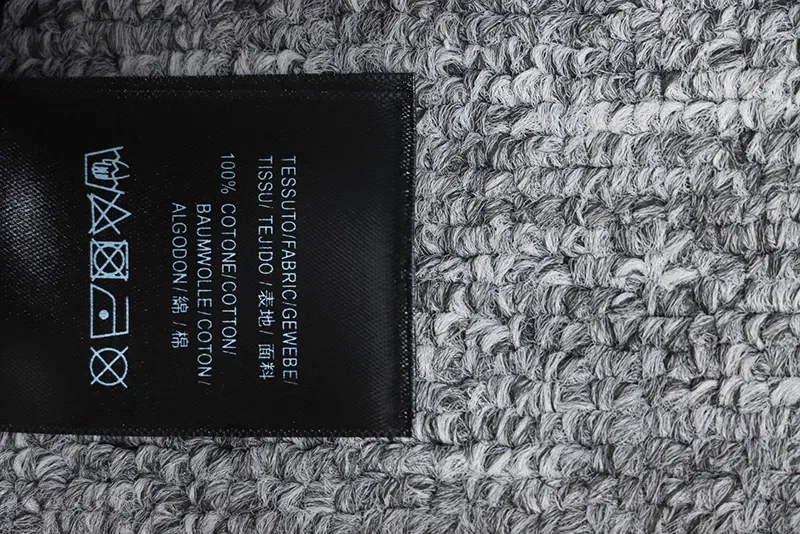 TESSUTO/FABRIC/GEWEBE/
TISSU/ TEJIDO / 表地 / 面料
100% COTONE/COTTON/
BAUMWOLLE/COTON/
ALGODON/ 綿 / 棉